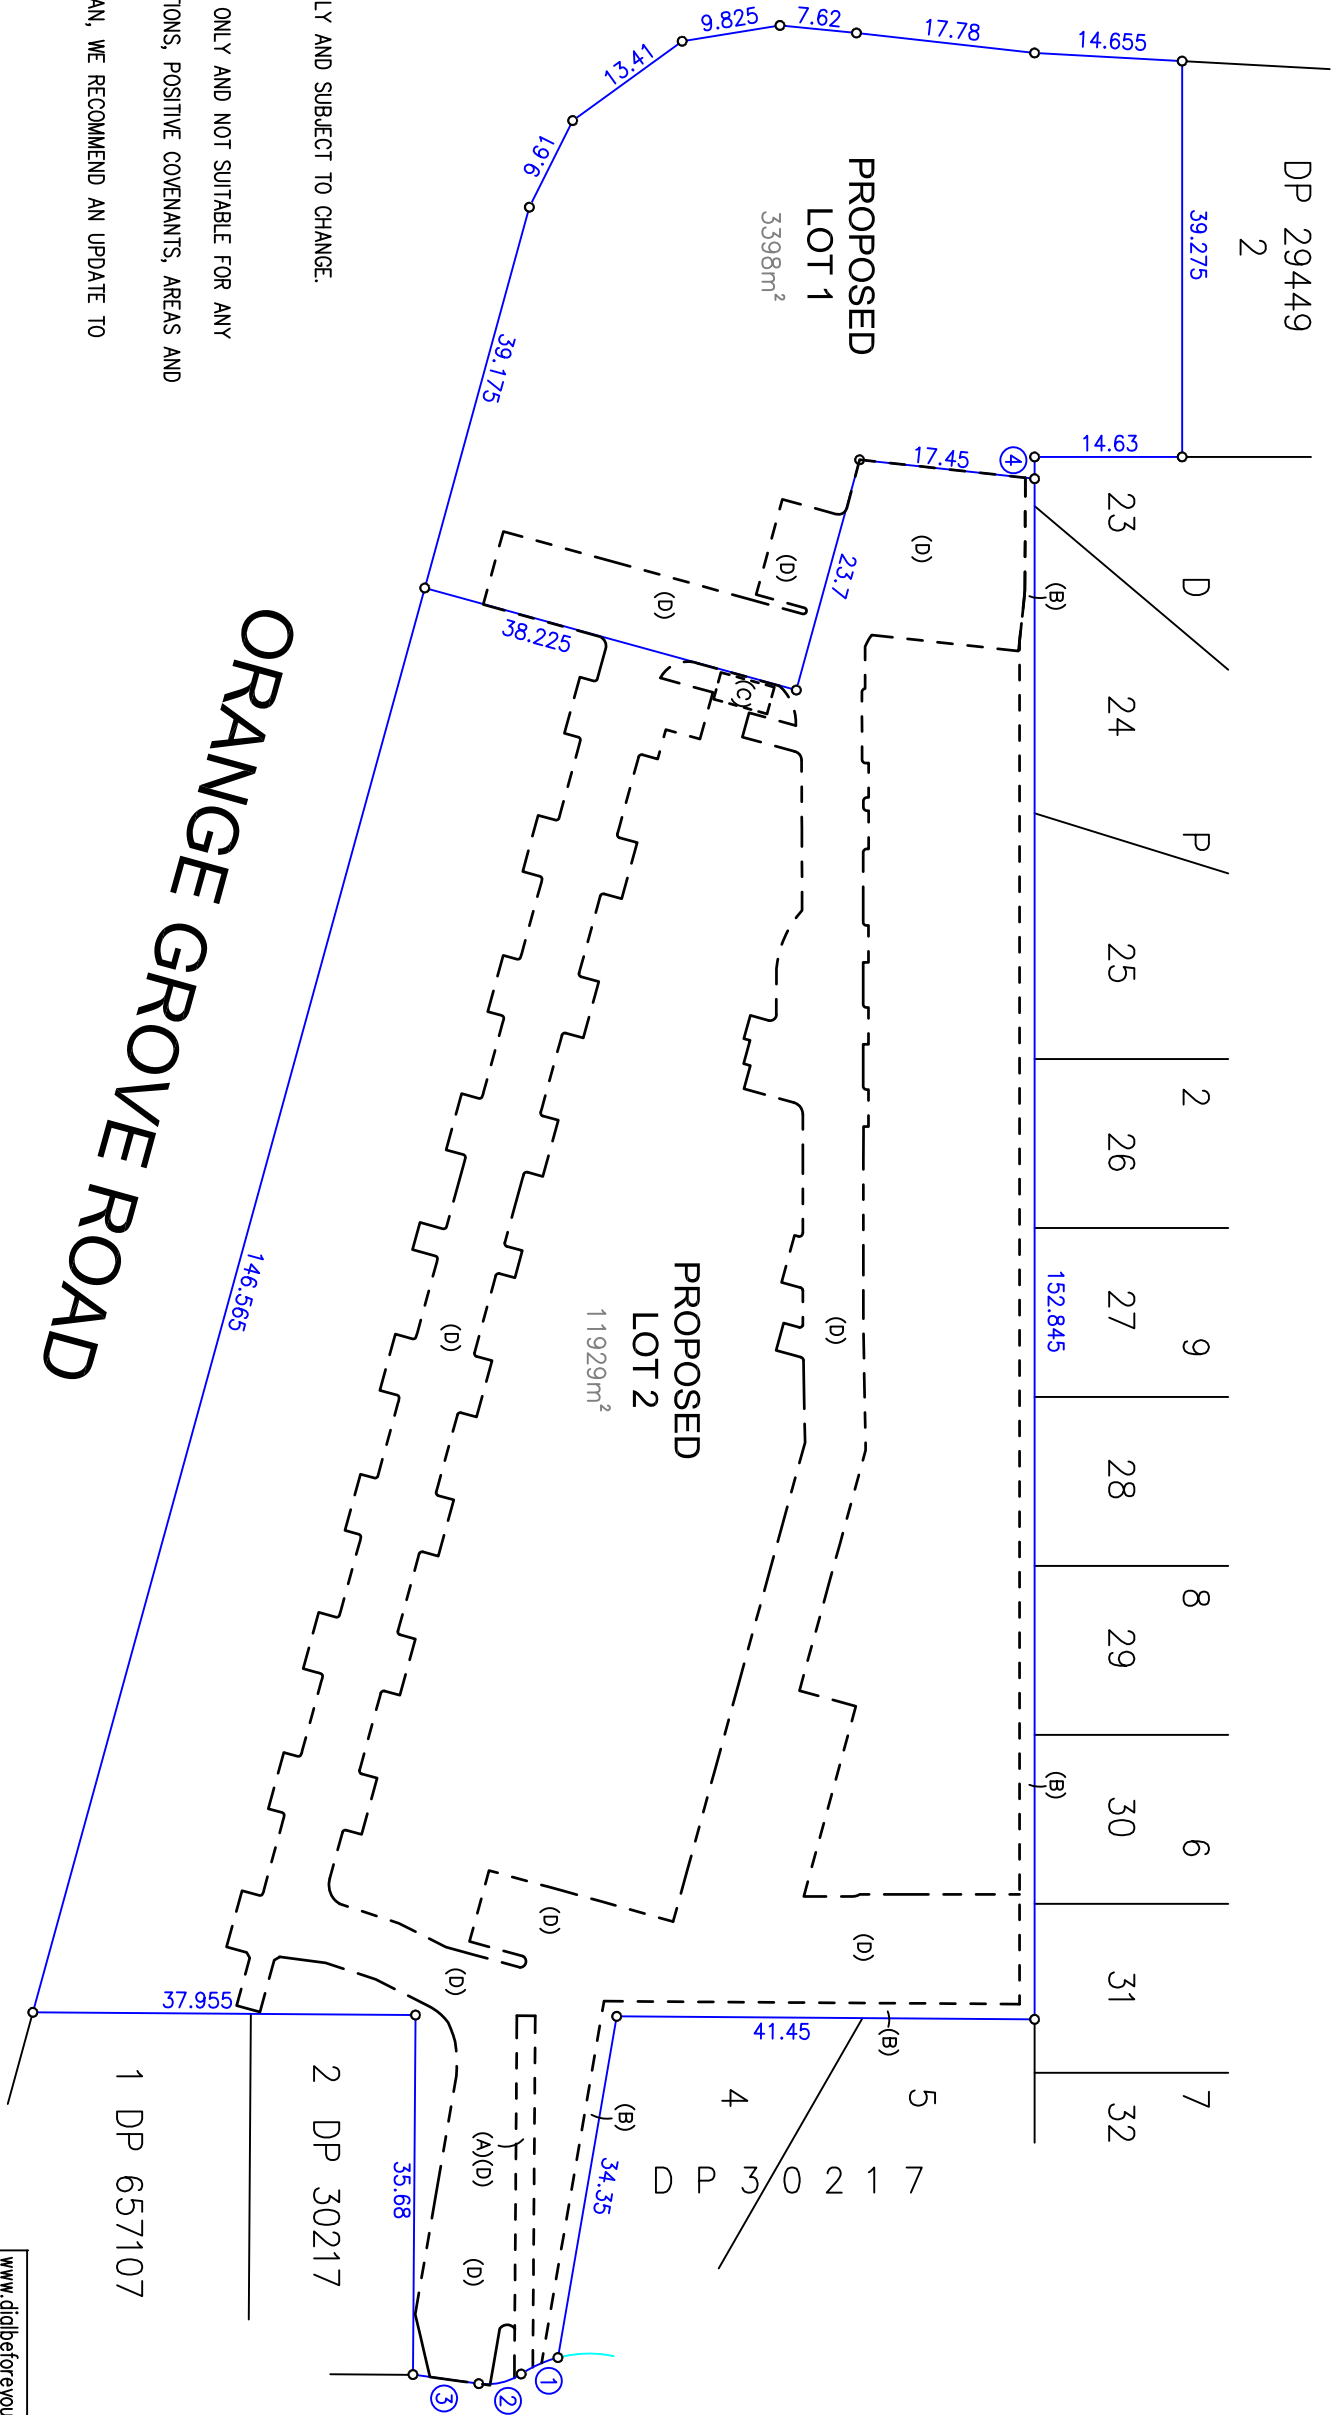 LY AND SUBJECT TO CHANGE.
ONLY AND NOT SUITABLE FOR ANY
TIONS, POSITIVE COVENANTS, AREAS AND
AN, WE RECOMMEND AN UPDATE TO
DP 29449
2
39.275
14.655
17.78
7.62
9.825
13.41
9.61
39.175
PROPOSED
LOT 1
3398m²
14.63
4
17.45
23.7
38.225
(D)
(D)
(D)
(C)
(B)
D P 2 9 8 6 7
23
24
25
26
27
28
29
30
31
32
152.845
(B)
PROPOSED
LOT 2
11929m²
(D)
(D)
146.565
ORANGE GROVE ROAD
(D)
(D)
(D)
(B)
41.45
37.955
5
4
D P 3 0 2 1 7
(B)
34.35
(A)(D)
(D)
35.68
2 DP 30217
1 DP 657107
1
2
3
www.dialbeforeyou